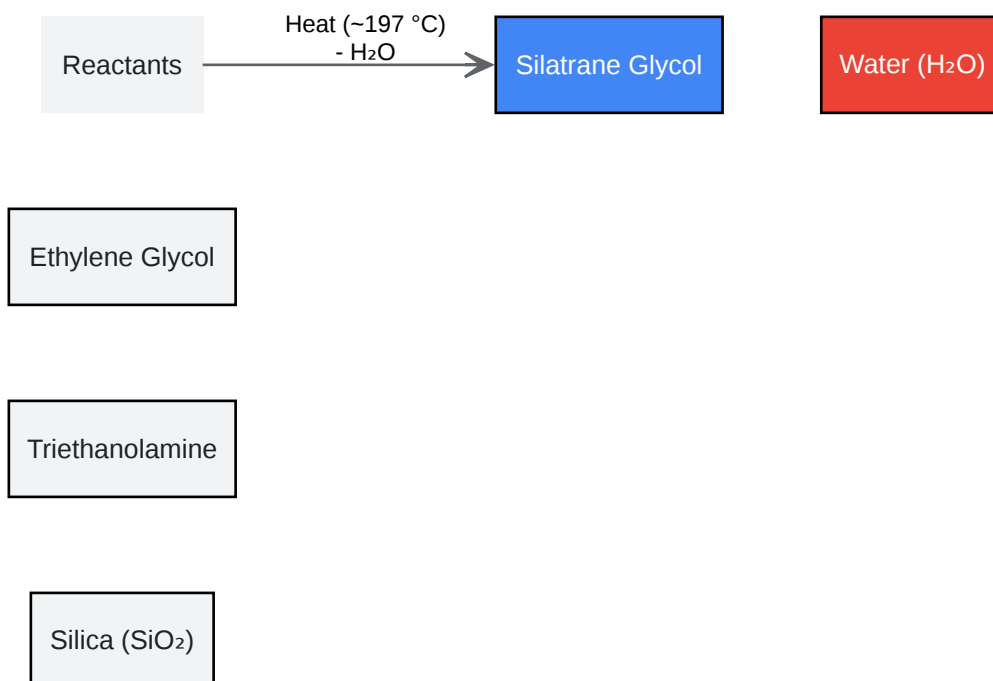 Heat (~197 °C)
- H₂O
Reactants
Silatrane Glycol
Water (H₂O)
Ethylene Glycol
Triethanolamine
Silica (SiO₂)